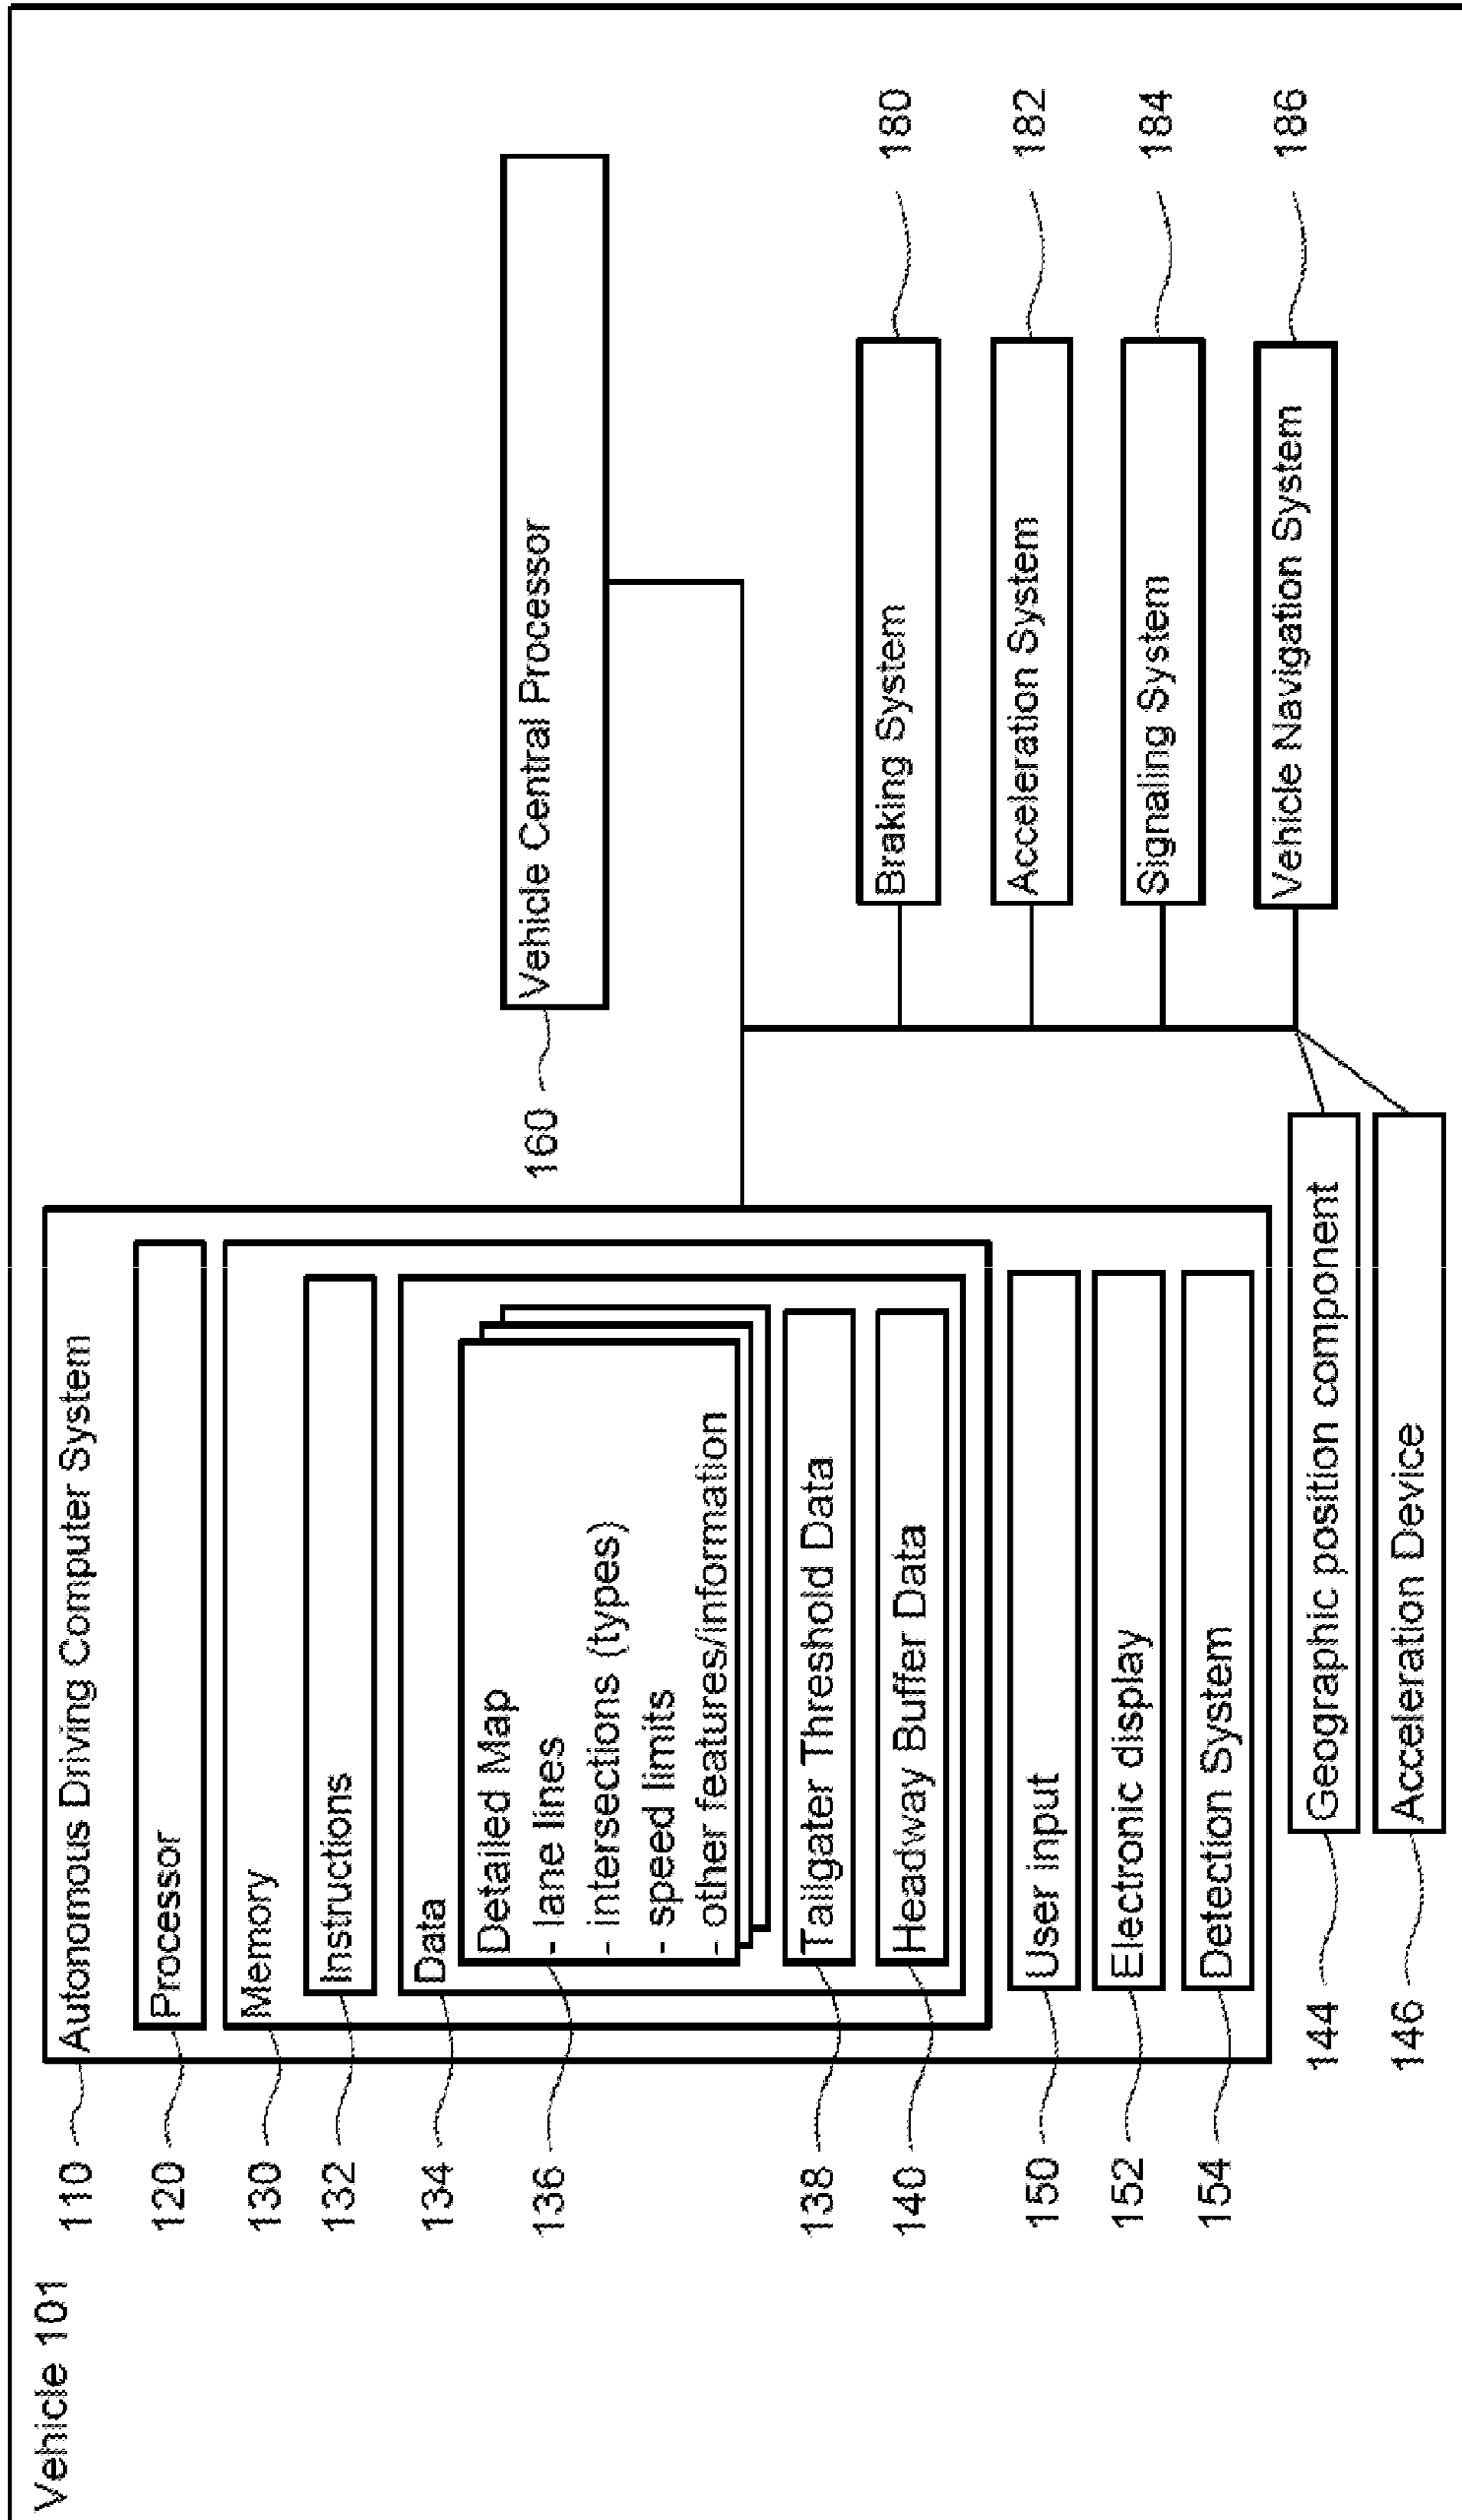 Vehicle 101
110
Autonomous Driving Computer System
120
Processor
130
Memory
132
Instructions
134
Data
136
Detailed Map
- lane lines
- intersections (types)
- speed limits
- other features/information
138
Tailgater Threshold Data
140
Headway Buffer Data
150
User input
152
Electronic display
154
Detection System
144
Geographic position component
146
Acceleration Device
160
Vehicle Central Processor
Braking System
180
Acceleration System
182
Signaling System
184
Vehicle Navigation System
186